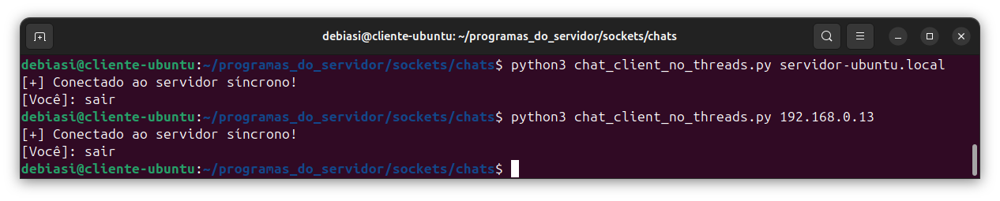 debiasi@cliente-ubuntu: ~/programas_do_servidor/sockets/chats
debiasi@cliente-ubuntu:~/programas_do_servidor/sockets/chats$ python3 chat_client_no_threads.py servidor-ubuntu.local
[+] Conectado ao servidor síncrono!
[Você]: sair
debiasi@cliente-ubuntu:~/programas_do_servidor/sockets/chats$ python3 chat_client_no_threads.py 192.168.0.13
[+] Conectado ao servidor síncrono!
[Você]: sair
debiasi@cliente-ubuntu:~/programas_do_servidor/sockets/chats$